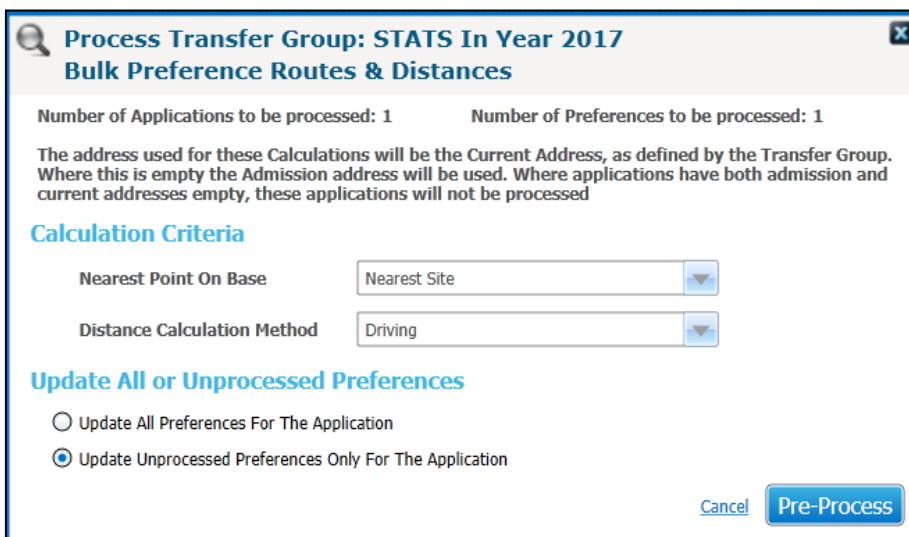 Process Transfer Group: STATS In Year 2017
Bulk Preference Routes & Distances
Number of Applications to be processed: 1 Number of Preferences to be processed: 1
The address used for these Calculations will be the Current Address, as defined by the Transfer Group.
Where this is empty the Admission address will be used. Where applications have both admission and
current addresses empty, these applications will not be processed
Calculation Criteria
Nearest Point On Base Nearest Site
Distance Calculation Method Driving
Update All or Unprocessed Preferences
Update All Preferences For The Application
Update Unprocessed Preferences Only For The Application
Cancel Pre-Process